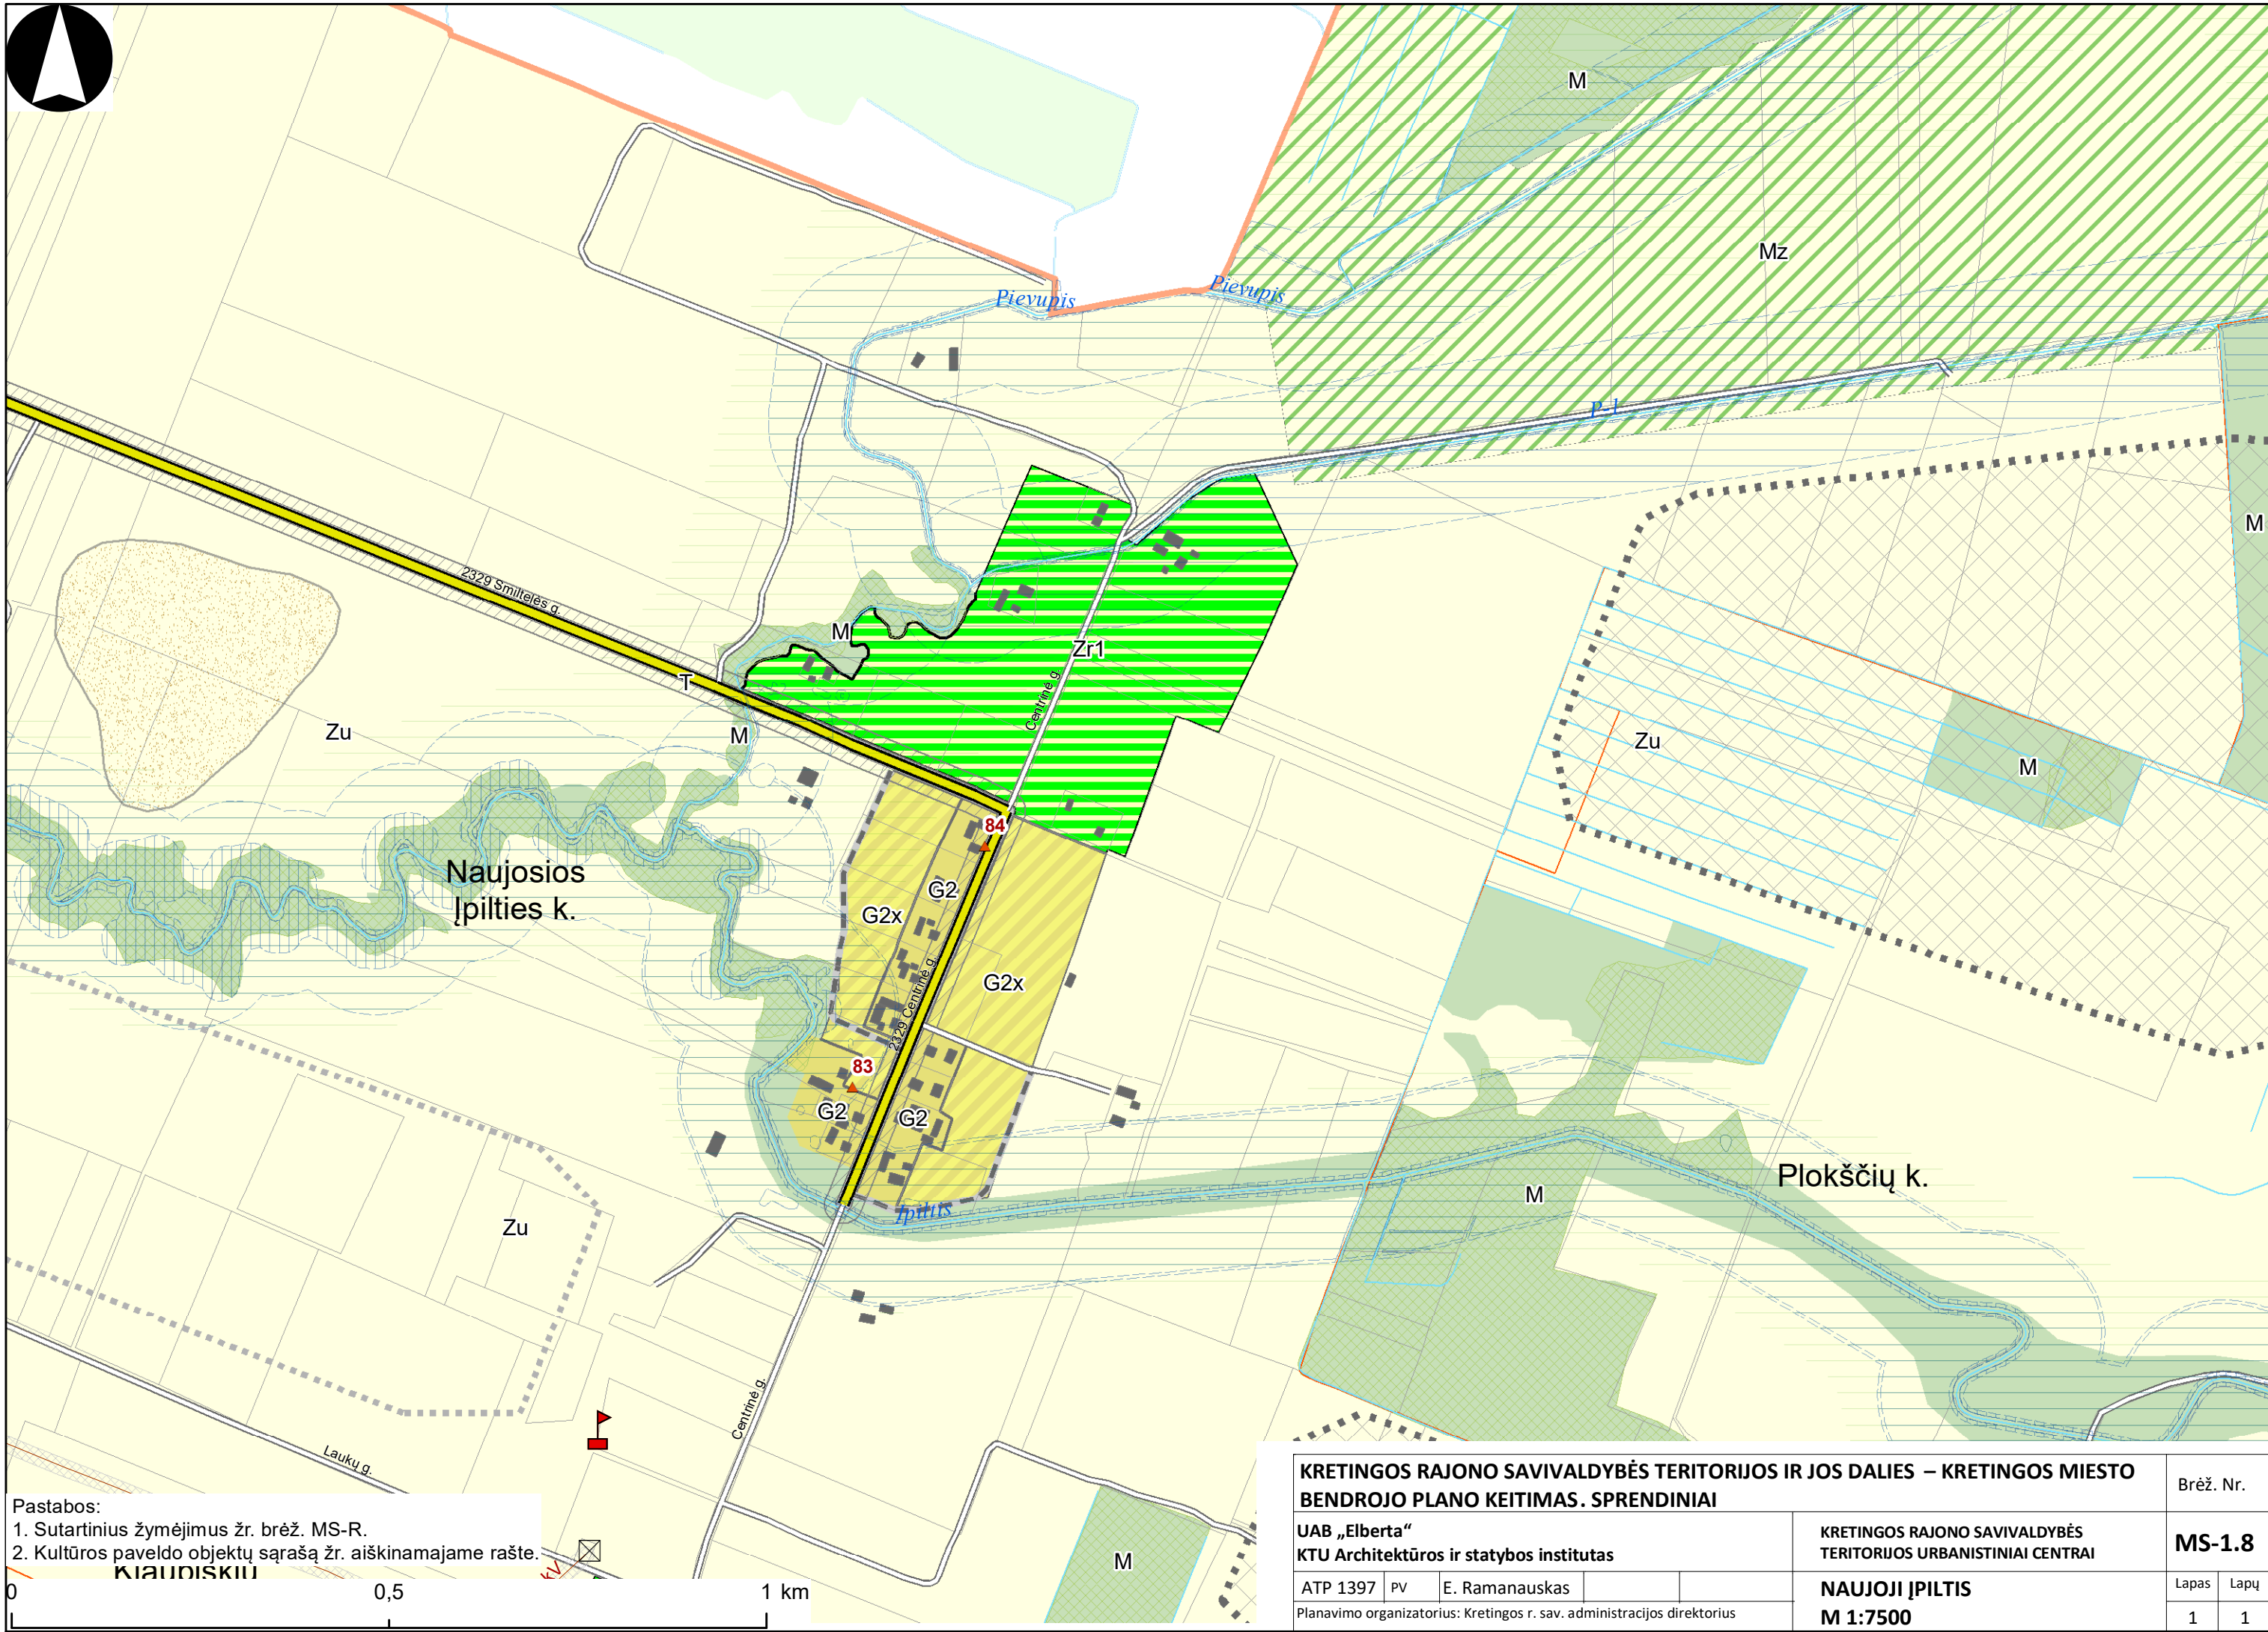 M
Mz
Pievupis
Pievupis
P-1
M
2329 Smiltelės g.
M
Zr1
Centrinė g.
T
M
Zu
Zu
M
84
Naujosios
Įpilties k.
G2
G2x
G2x
2329 Centrinė g.
83
G2
G2
Plokščių k.
M
Įpiltis
Zu
Centrinė g.
Laukų g.
M
Pastabos:
1. Sutartinius žymėjimus žr. brėž. MS-R.
2. Kultūros paveldo objektų sąrašą žr. aiškinamajame rašte.
kV
0 0,5 1 km
KRETINGOS RAJONO SAVIVALDYBĖS TERITORIJOS IR JOS DALIES – KRETINGOS MIESTO
BENDROJO PLANO KEITIMAS. SPRENDINIAI
Brėž. Nr.
UAB „Elberta“
KTU Architektūros ir statybos institutas
KRETINGOS RAJONO SAVIVALDYBĖS
TERITORIJOS URBANISTINIAI CENTRAI
MS-1.8
ATP 1397 PV E. Ramanauskas
NAUJOJI ĮPILTIS
M 1:7500
Lapas Lapų
1 1
Planavimo organizatorius: Kretingos r. sav. administracijos direktorius